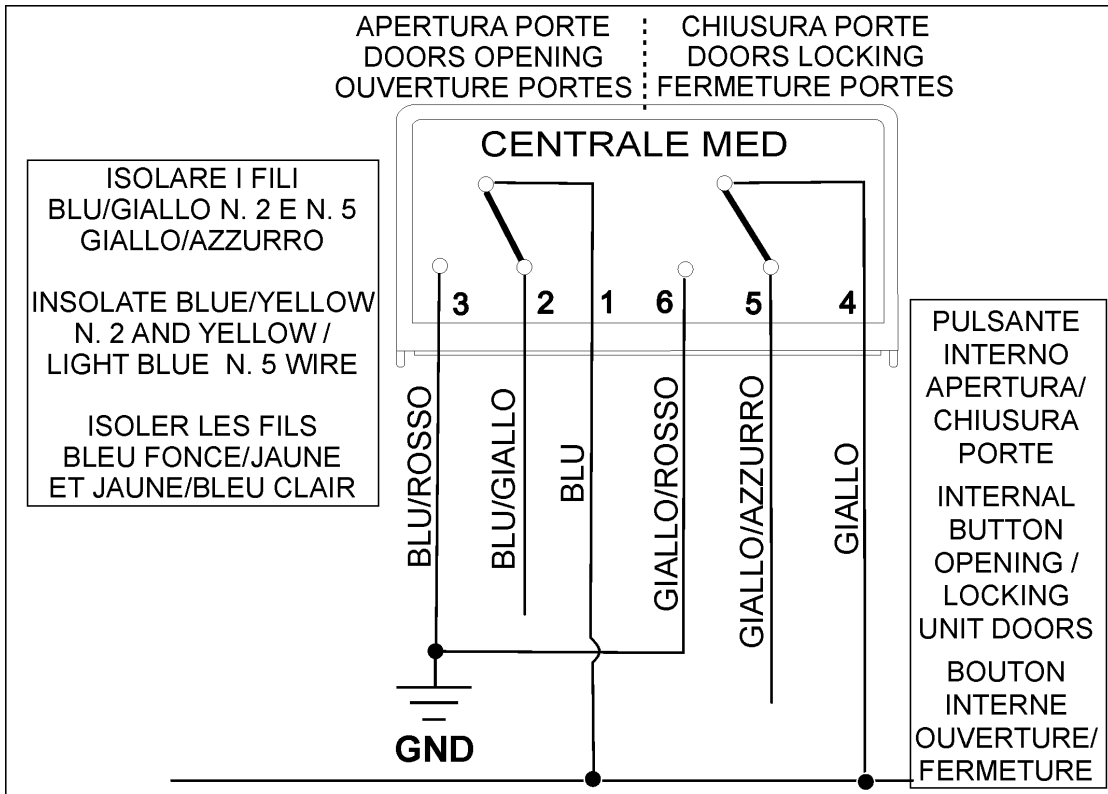 APERTURA PORTE
DOORS OPENING
OUVERTURE PORTES
CHIUSURA PORTE
DOORS LOCKING
FERMETURE PORTES
CENTRALE MED
ISOLARE I FILI
BLU/GIALLO N. 2 E N. 5
GIALLO/AZZURRO
INSOLATE BLUE/YELLOW
N. 2 AND YELLOW /
LIGHT BLUE N. 5 WIRE
ISOLER LES FILS
BLEU FONCE/JAUNE
ET JAUNE/BLEU CLAIR
3
2
1
6
5
4
BLU/ROSSO
BLU/GIALLO
BLU
GIALLO/ROSSO
GIALLO/AZZURRO
GIALLO
GND
PULSANTE
INTERNO
APERTURA/
CHIUSURA
PORTE
INTERNAL
BUTTON
OPENING /
LOCKING
UNIT DOORS
BOUTON
INTERNE
OUVERTURE/
FERMETURE